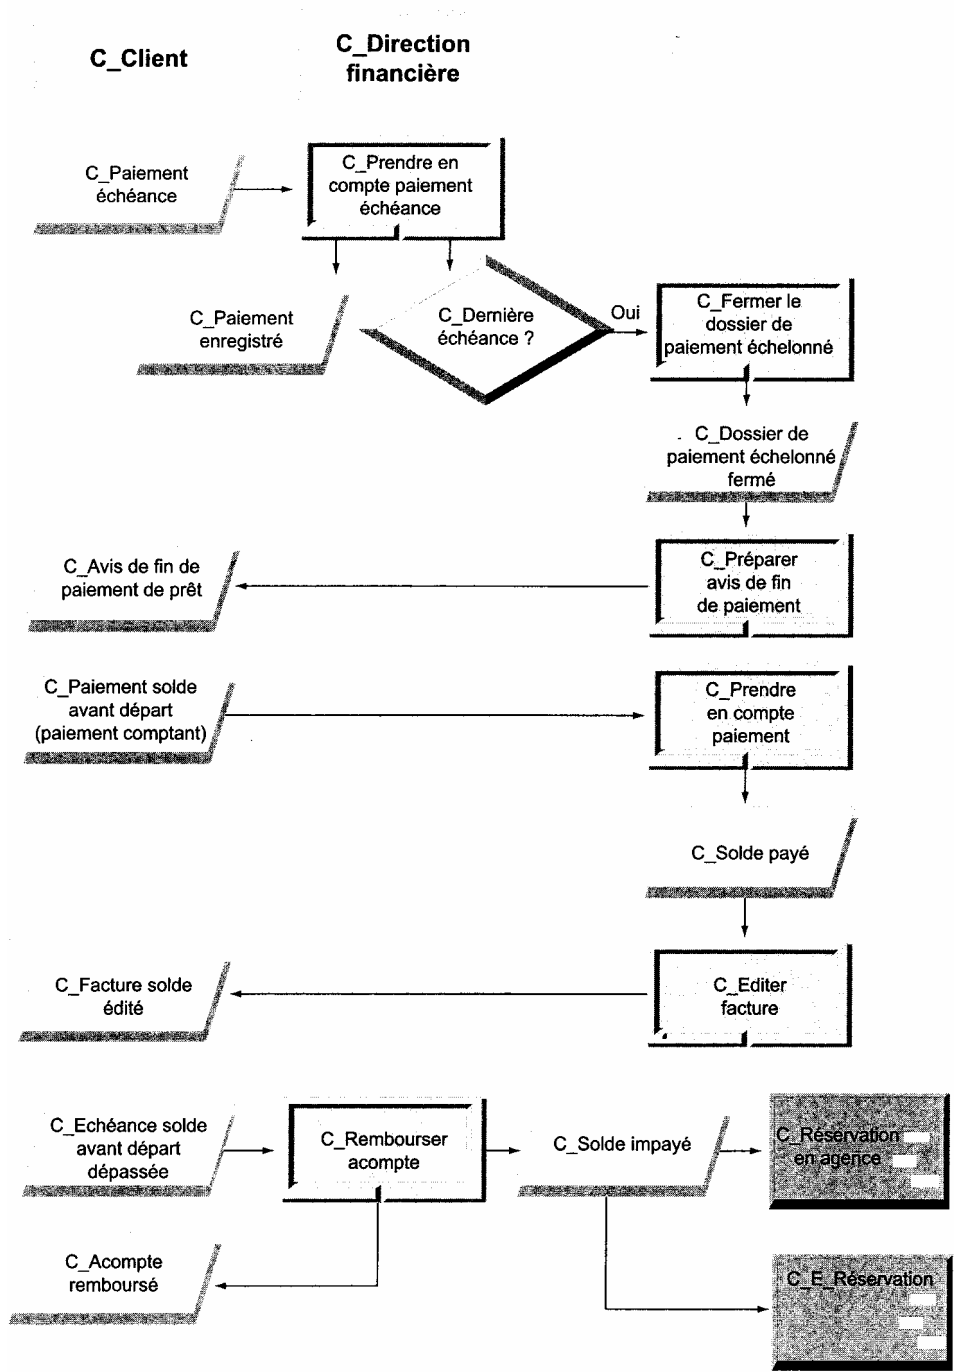 C_Client
C_Direction
financière
C_Paiement
échéance
C_Prendre en
compte paiement
échéance
C_Paiement
enregistré
C_Dernière
échéance ?
Oui
C_Fermer le
dossier de
paiement échelonné
C_Dossier de
paiement échelonné
fermé
C_Avis de fin de
paiement de prêt
C_Préparer
avis de fin
de paiement
C_Paiement solde
avant départ
(paiement comptant)
C_Prendre
en compte
paiement
C_Solde payé
C_Facture solde
édité
C_Editer
facture
C_Echéance solde
avant départ
dépassée
C_Rembourser
acompte
C_Solde impayé
C_Réservation
en agence
C_Acompte
remboursé
C_E_Réservation